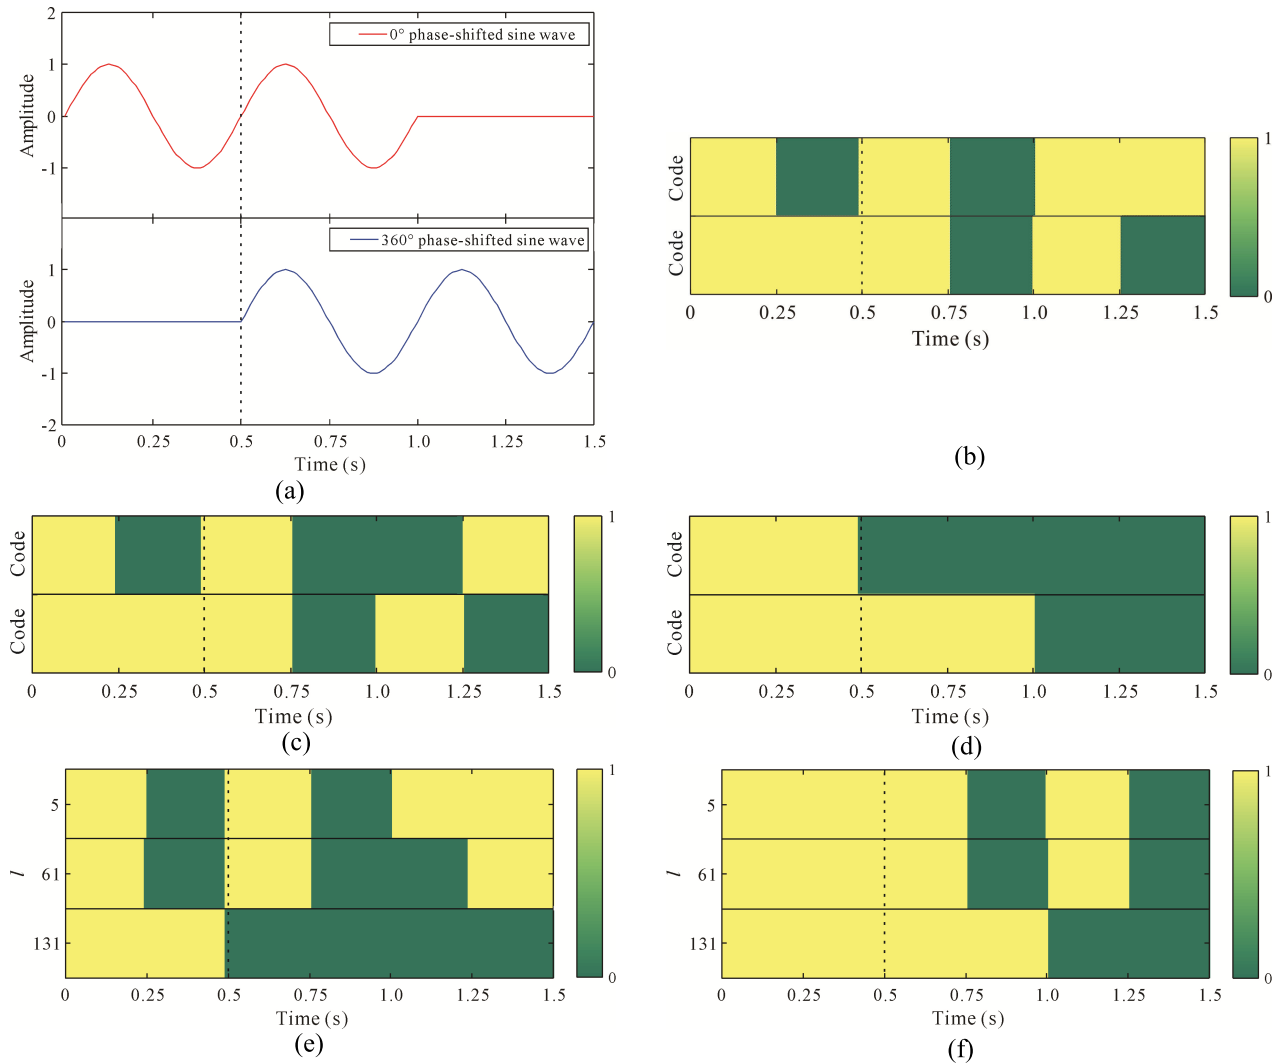 2
0° phase-shifted sine wave
1
0
-1
Amplitude
360° phase-shifted sine wave
1
0
-1
-2
Amplitude
0 0.25 0.5 0.75 1.0 1.25 1.5
Time (s)
(a)
Code
Code
1
0
0 0.25 0.5 0.75 1.0 1.25 1.5
Time (s)
(b)
Code
Code
1
0
0 0.25 0.5 0.75 1.0 1.25 1.5
Time (s)
(c)
Code
Code
1
0
0 0.25 0.5 0.75 1.0 1.25 1.5
Time (s)
(d)
5
l 61
131
1
0
0 0.25 0.5 0.75 1.0 1.25 1.5
Time (s)
(e)
5
l 61
131
1
0
0 0.25 0.5 0.75 1.0 1.25 1.5
Time (s)
(f)